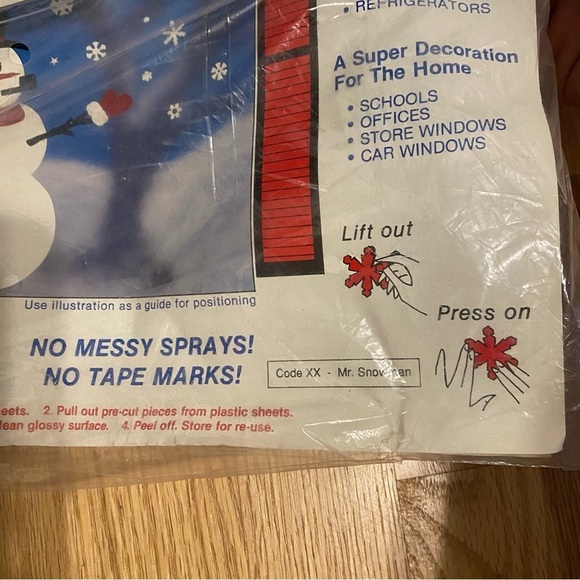 • REFRIGERATORS
A Super Decoration
For The Home
• SCHOOLS
• OFFICES
• STORE WINDOWS
• CAR WINDOWS
Lift out
Press on
Use illustration as a guide for positioning
NO MESSY SPRAYS!
NO TAPE MARKS!
Code XX - Mr. Snowman
eets. 2. Pull out pre-cut pieces from plastic sheets.
lean glossy surface. 4. Peel off. Store for re-use.